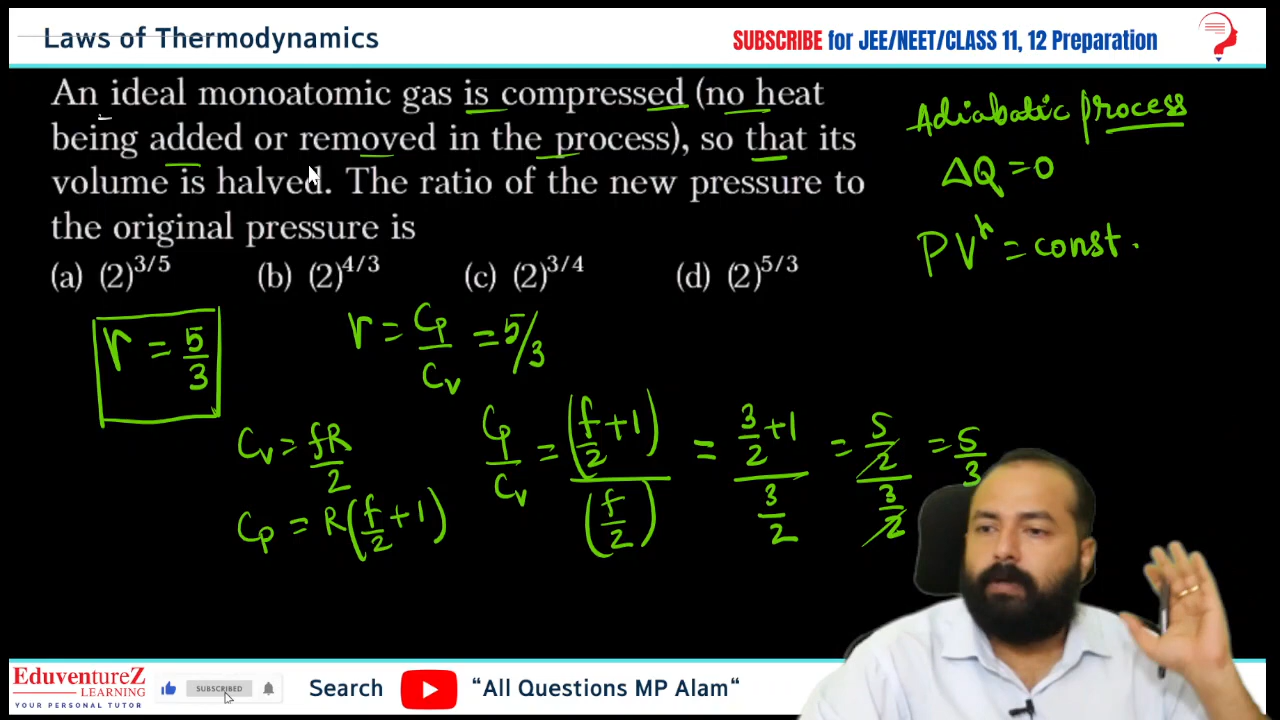 Laws of Thermodynamics
SUBSCRIBE for JEE/NEET/CLASS 11, 12 Preparation
An ideal monoatomic gas is compressed (no heat
being added or removed in the process), so that its
volume is halved. The ratio of the new pressure to
the original pressure is
(a) (2)^3/5 (b) (2)^4/3 (c) (2)^3/4 (d) (2)^5/3
Adiabatic process
ΔQ = 0
PV^r = const.
r = 5/3
r = Cp/Cv = 5/3
Cv = fR/2
Cp = R(f/2+1)
Cp/Cv = (f/2+1)/(f/2) = (3/2+1)/(3/2) = (5/2)/(3/2) = 5/3
EduventureZ
LEARNING
YOUR PERSONAL TUTOR
SUBSCRIBED
Search "All Questions MP Alam"